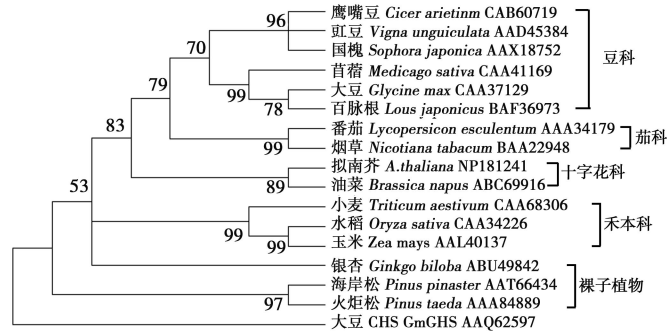 96
鹰嘴豆 Cicer arietinm CAB60719
豇豆 Vigna unguiculata AAD45384
70
国槐 Sophora japonica AAX18752
豆科
苜蓿 Medicago sativa CAA41169
79
99
大豆 Glycine max CAA37129
78
百脉根 Lous japonicus BAF36973
83
番茄 Lycopersicon esculentum AAA34179
茄科
99
烟草 Nicotiana tabacum BAA22948
拟南芥 A.thaliana NP181241
十字花科
53
89
油菜 Brassica napus ABC69916
小麦 Triticum aestivum CAA68306
水稻 Oryza sativa CAA34226
禾本科
99
99
玉米 Zea mays AAL40137
银杏 Ginkgo biloba ABU49842
海岸松 Pinus pinaster AAT66434
裸子植物
97
火炬松 Pinus taeda AAA84889
大豆 CHS GmGHS AAQ62597